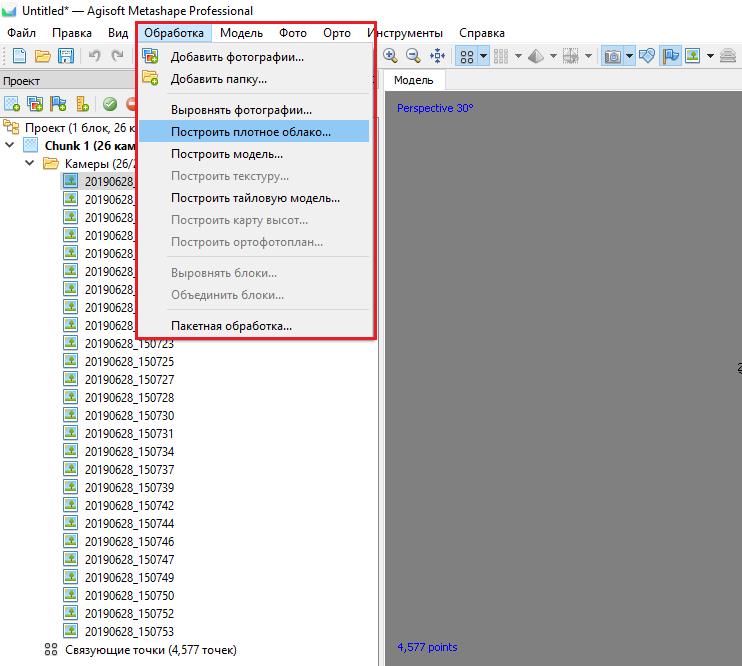 Untitled* — Agisoft Metashape Professional
Файл Правка Вид Обработка Модель Фото Орто Инструменты Справка
Проект
Проект (1 блок, 26 к
Chunk 1 (26 кам
Камеры (26/2
20190628_
20190628_
20190628_
20190628_
20190628_
20190628_
20190628_
20190628_
20190628_
20190628_150723
20190628_150725
20190628_150727
20190628_150728
20190628_150730
20190628_150731
20190628_150734
20190628_150737
20190628_150739
20190628_150742
20190628_150744
20190628_150746
20190628_150747
20190628_150749
20190628_150750
20190628_150752
20190628_150753
Связующие точки (4,577 точек)
Добавить фотографии...
Добавить папку...
Выровнять фотографии...
Построить плотное облако...
Построить модель...
Построить текстуру...
Построить тайловую модель...
Построить карту высот...
Построить ортофотоплан...
Выровнять блоки...
Объединить блоки...
Пакетная обработка...
Модель
Perspective 30°
4,577 points